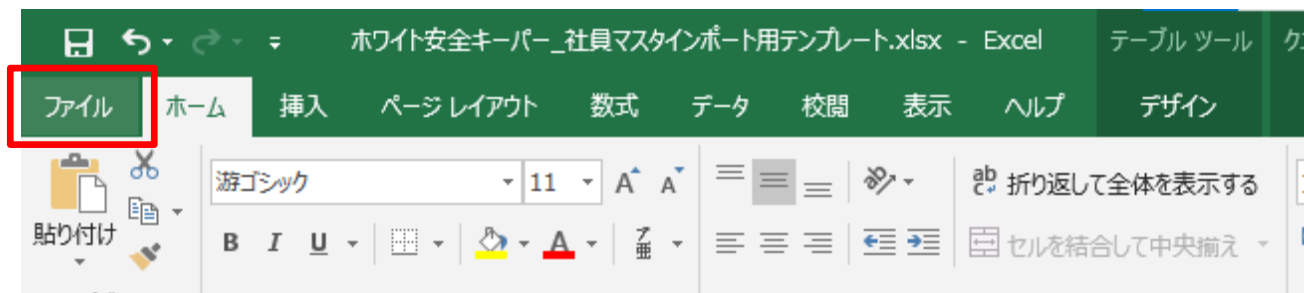 ホワイト安全キーパー_社員マスタインポート用テンプレート.xlsx - Excel テーブル ツール
ファイル ホーム 挿入 ページ レイアウト 数式 データ 校閲 表示 ヘルプ デザイン
游ゴシック 11 A A ab 折り返して全体を表示する
貼り付け B I U A ア亜 セルを結合して中央揃え